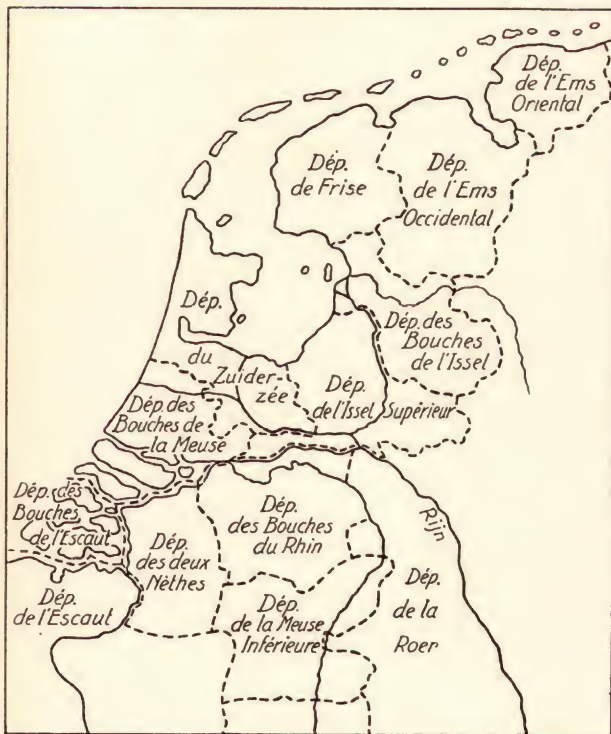 Dép.
de l'Ems
Oriental
Dép.
de Frise
Dép.
de l'Ems
Occidental
Dép.
du
Zuider-
zée
Dép. des
Bouches
de l'Issel
Dép.
de l'Issel
Supérieur
Dép. des
Bouches de
la Meuse
Dép. des
Bouches
de l'Escaut
Dép.
des Bouches
du Rhin
Rijn
Dép.
des deux
Nèthes
Dép.
de l'Escaut
Dép.
de la Meuse
Inférieure
Dép.
de la
Roer